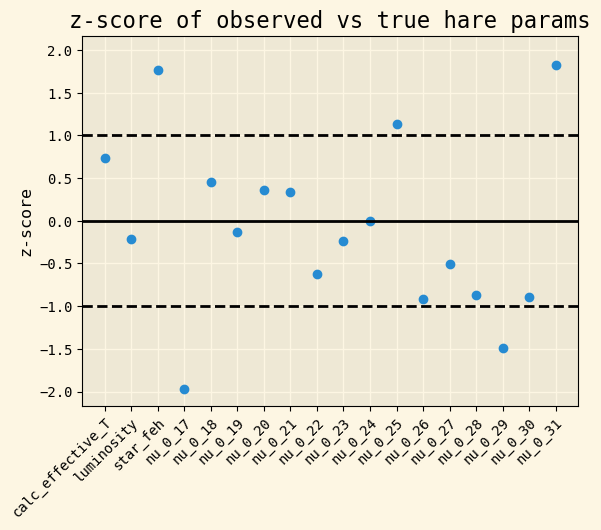 z-score of observed vs true hare params
2.0
1.5
1.0
0.5
0.0
−0.5
−1.0
−1.5
−2.0
z-score
calc_effective_T
luminosity
star_feh
nu_0_17
nu_0_18
nu_0_19
nu_0_20
nu_0_21
nu_0_22
nu_0_23
nu_0_24
nu_0_25
nu_0_26
nu_0_27
nu_0_28
nu_0_29
nu_0_30
nu_0_31